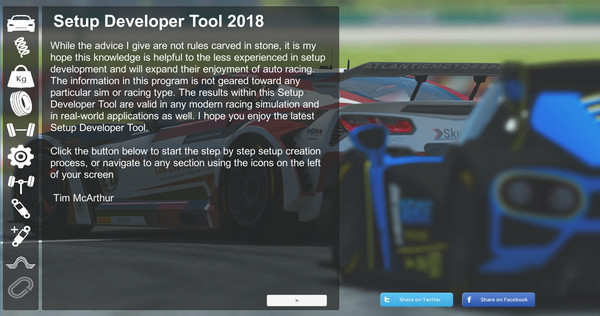 Setup Developer Tool 2018
While the advice I give are not rules carved in stone, it is my
hope this knowledge is helpful to the less experienced in setup
development and will expand their enjoyment of auto racing.
The information in this program is not geared toward any
particular sim or racing type. The results within this Setup
Developer Tool are valid in any modern racing simulation and
in real-world applications as well. I hope you enjoy the latest
Setup Developer Tool.
Click the button below to start the step by step setup creation
process, or navigate to any section using the icons on the left
of your screen
Tim McArthur
Kg
>
Share on Twitter
Share on Facebook